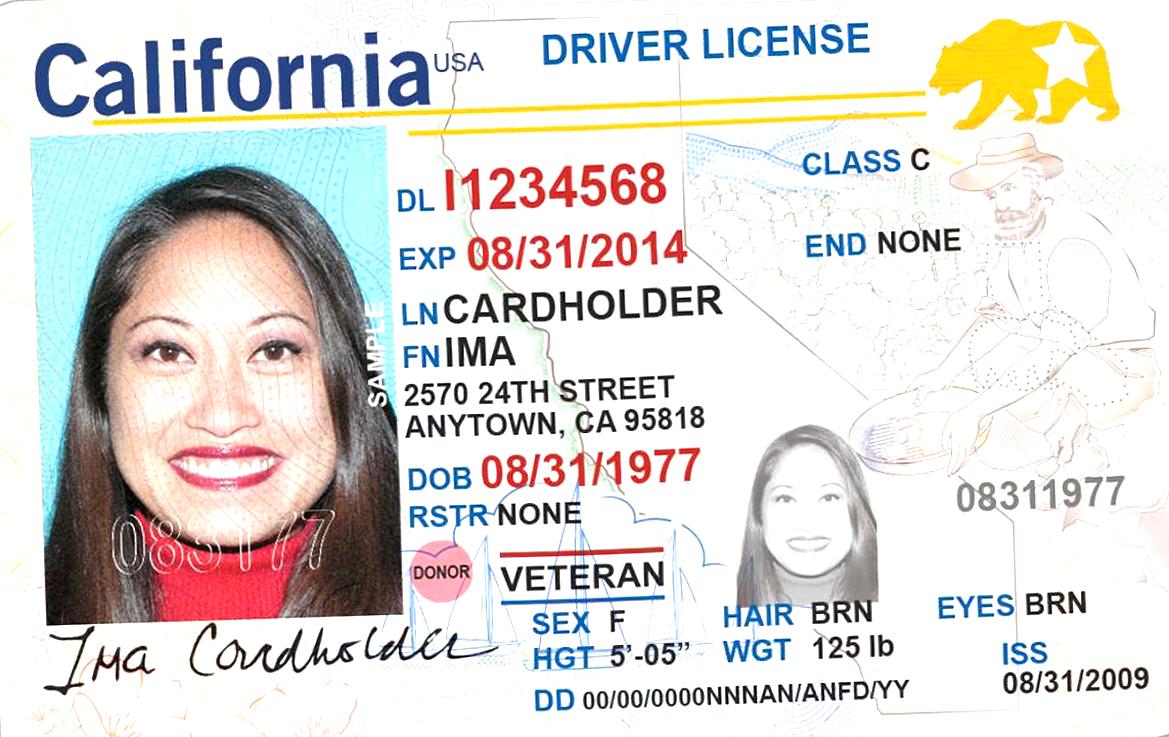 California USA DRIVER LICENSE
DL I1234568
CLASS C
EXP 08/31/2014
END NONE
LN CARDHOLDER
FN IMA
2570 24TH STREET
ANYTOWN, CA 95818
DOB 08/31/1977
RSTR NONE
08311977
SAMPLE
083177
DONOR
VETERAN
SEX F
HAIR BRN
EYES BRN
HGT 5'-05"
WGT 125 lb
ISS
08/31/2009
DD 00/00/0000NNNAN/ANFD/YY
Ima Cardholder